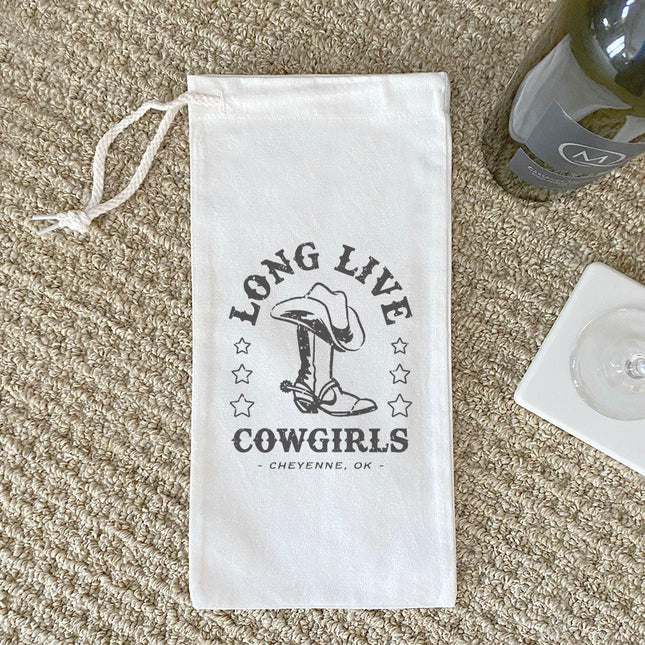 LONG LIVE
COWGIRLS
- CHEYENNE, OK -
M